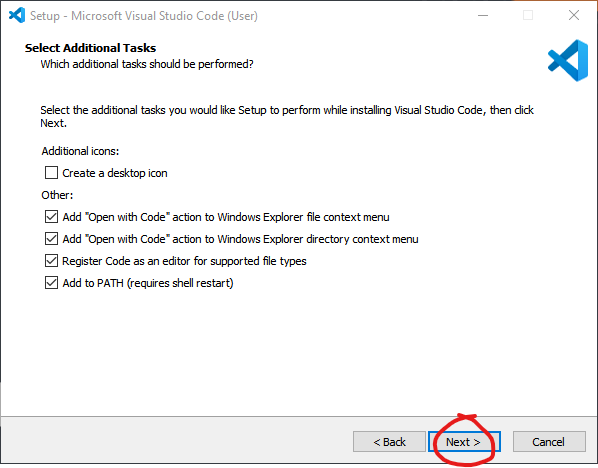 Setup - Microsoft Visual Studio Code (User)
Select Additional Tasks
Which additional tasks should be performed?
Select the additional tasks you would like Setup to perform while installing Visual Studio Code, then click
Next.
Additional icons:
Create a desktop icon
Other:
Add "Open with Code" action to Windows Explorer file context menu
Add "Open with Code" action to Windows Explorer directory context menu
Register Code as an editor for supported file types
Add to PATH (requires shell restart)
< Back Next > Cancel